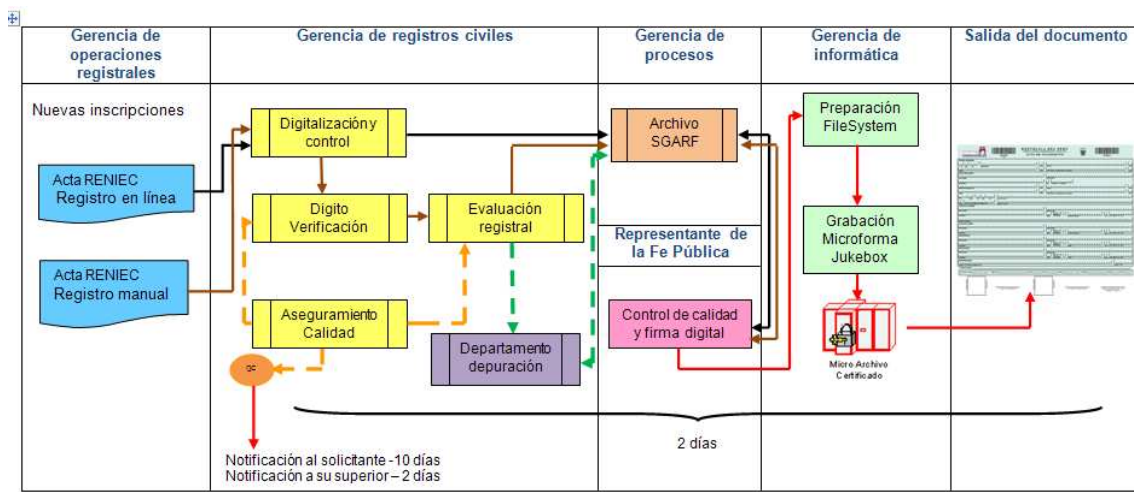 Gerencia de
operaciones
registrales
Gerencia de registros civiles
Gerencia de
procesos
Gerencia de
informática
Salida del documento
Nuevas inscripciones
Acta RENIEC
Registro en línea
Acta RENIEC
Registro manual
Digitalización y
control
Digito
Verificación
Evaluación
registral
Aseguramiento
Calidad
Departamento
depuración
Notificación al solicitante -10 días
Notificación a su superior – 2 días
Archivo
SGARF
Representante de
la Fe Pública
Control de calidad
y firma digital
Preparación
FileSystem
Grabación
Microforma
Jukebox
Micro Archivo
Certificado
2 días